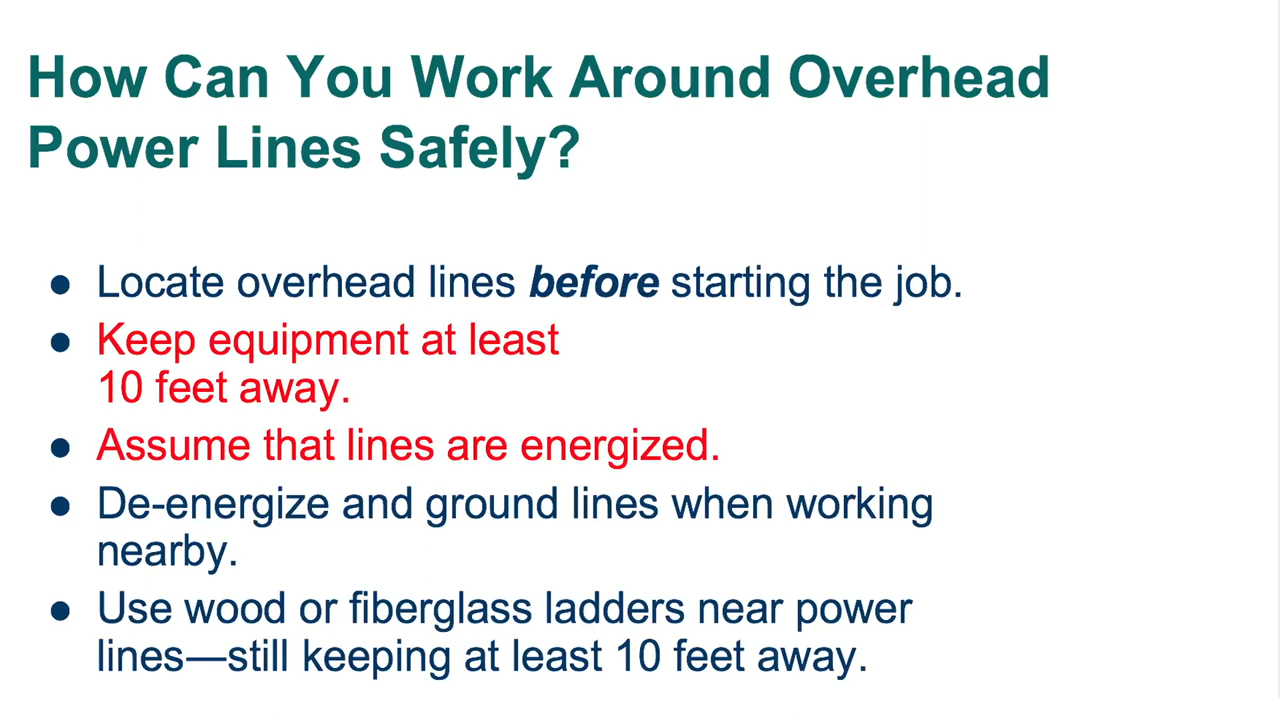 How Can You Work Around Overhead
Power Lines Safely?
● Locate overhead lines before starting the job.
● Keep equipment at least
10 feet away.
● Assume that lines are energized.
● De-energize and ground lines when working
nearby.
● Use wood or fiberglass ladders near power
lines—still keeping at least 10 feet away.